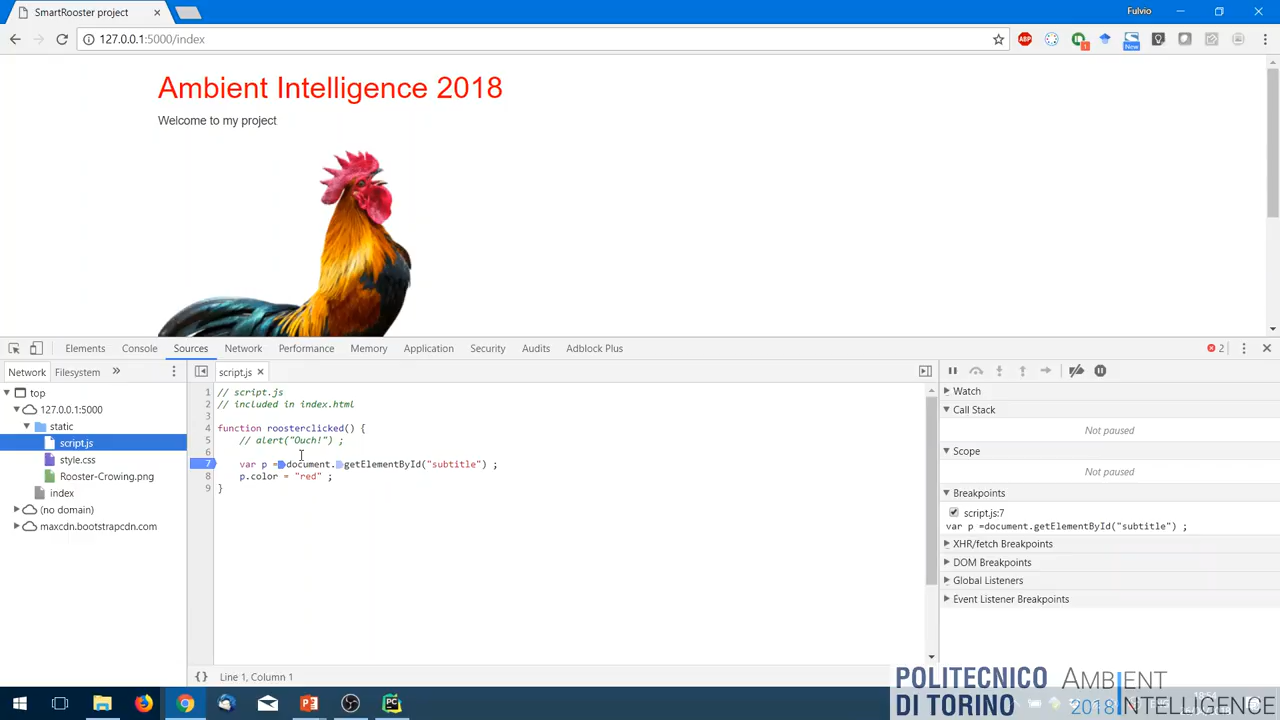 SmartRooster project
Fulvio
127.0.0.1:5000/index
ABP
1
New
Ambient Intelligence 2018
Welcome to my project
Elements Console Sources Network Performance Memory Application Security Audits Adblock Plus
2
Network Filesystem
script.js
top
127.0.0.1:5000
static
script.js
style.css
Rooster-Crowing.png
index
(no domain)
maxcdn.bootstrapcdn.com
1 // script.js
2 // included in index.html
3
4 function roosterclicked() {
5 // alert("Ouch!") ;
6
7 var p =document.getElementById("subtitle") ;
8 p.color = "red" ;
9 }
{ } Line 1, Column 1
Watch
Call Stack
Not paused
Scope
Not paused
Breakpoints
script.js:7
var p =document.getElementById("subtitle") ;
XHR/fetch Breakpoints
DOM Breakpoints
Global Listeners
Event Listener Breakpoints
PC
POLITECNICO
DI TORINO
AMBIENT
2018 INTELLIGENCE